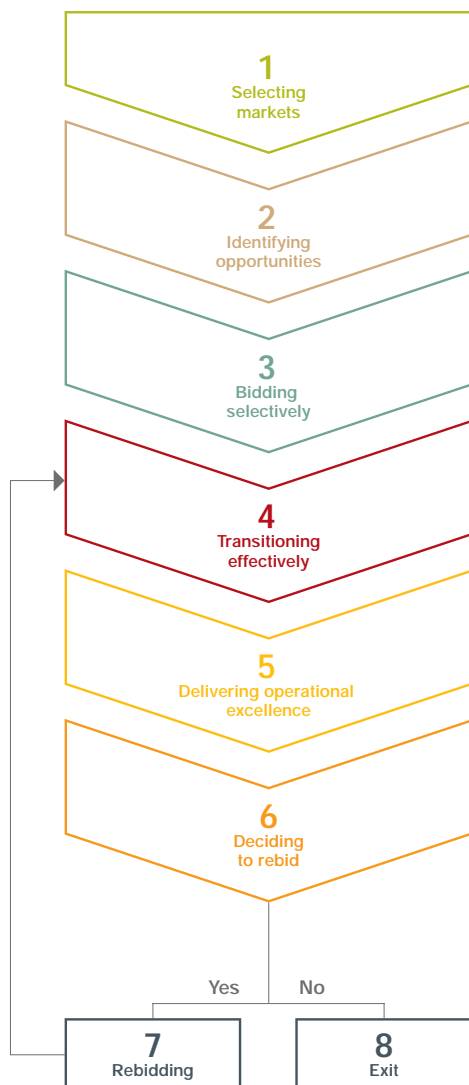 1
Selecting
markets
2
Identifying
opportunities
3
Bidding
selectively
4
Transitioning
effectively
5
Delivering operational
excellence
6
Deciding
to rebid
Yes No
7
Rebidding
8
Exit